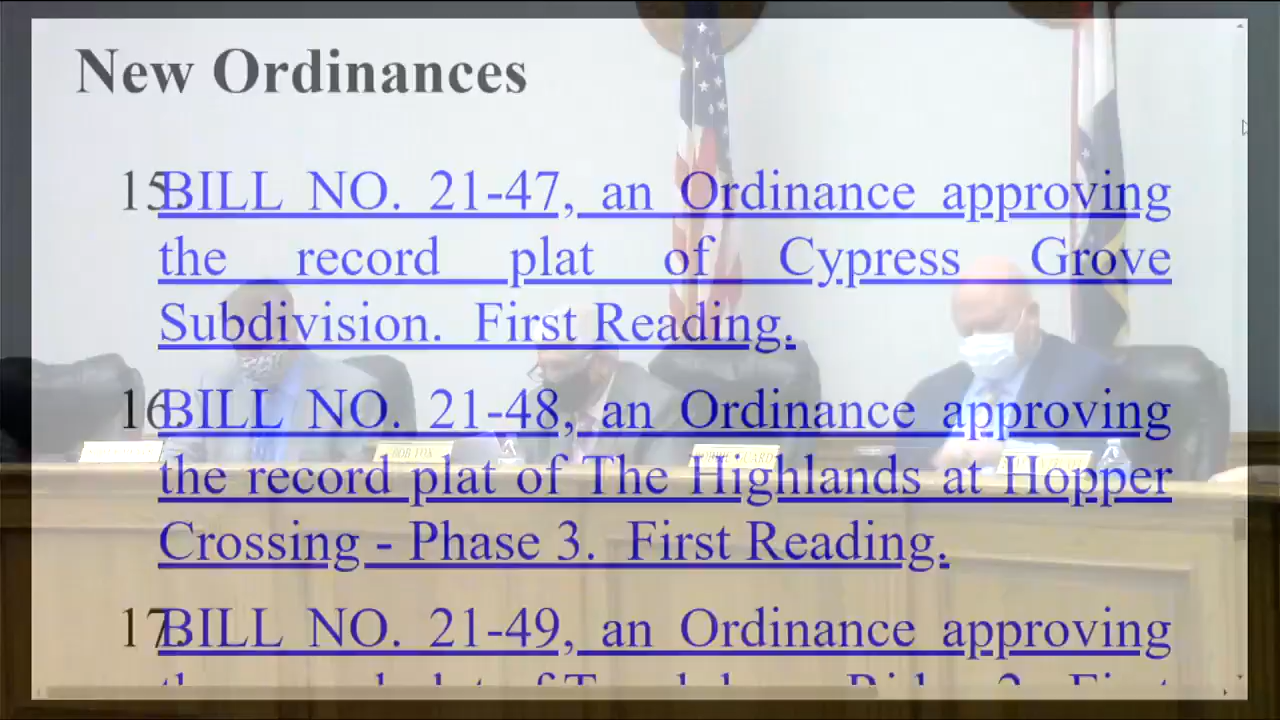 New Ordinances
15. BILL NO. 21-47, an Ordinance approving
the record plat of Cypress Grove
Subdivision. First Reading.
16. BILL NO. 21-48, an Ordinance approving
the record plat of The Highlands at Hopper
Crossing - Phase 3. First Reading.
17. BILL NO. 21-49, an Ordinance approving
BOB FOX